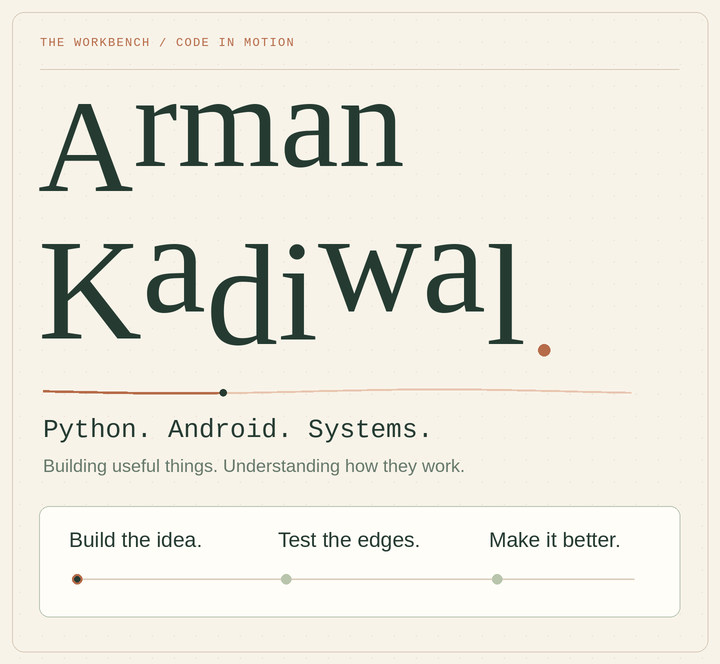 THE WORKBENCH / CODE IN MOTION
Arman
Kadiwal.
Python. Android. Systems.
Building useful things. Understanding how they work.
Build the idea.
Test the edges.
Make it better.